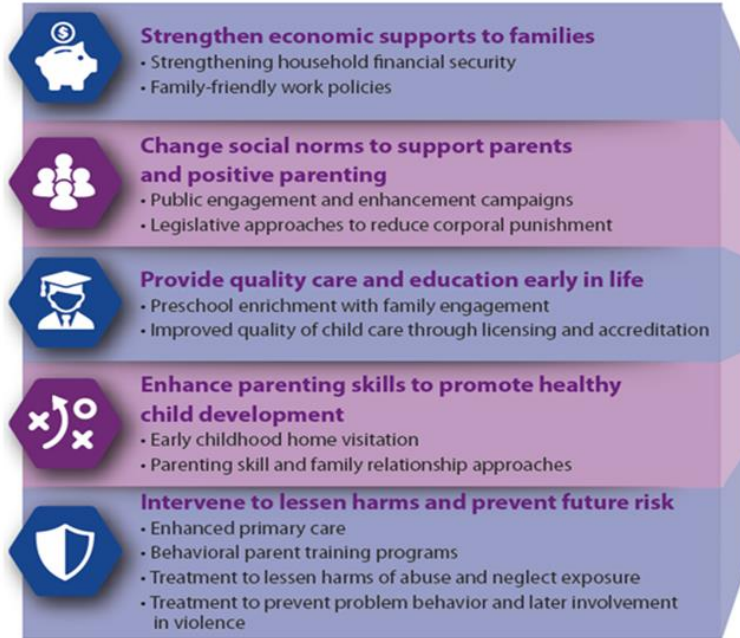 Strengthen economic supports to families
• Strengthening household financial security
• Family-friendly work policies
Change social norms to support parents
and positive parenting
• Public engagement and enhancement campaigns
• Legislative approaches to reduce corporal punishment
Provide quality care and education early in life
• Preschool enrichment with family engagement
• Improved quality of child care through licensing and accreditation
Enhance parenting skills to promote healthy
child development
• Early childhood home visitation
• Parenting skill and family relationship approaches
Intervene to lessen harms and prevent future risk
• Enhanced primary care
• Behavioral parent training programs
• Treatment to lessen harms of abuse and neglect exposure
• Treatment to prevent problem behavior and later involvement
in violence